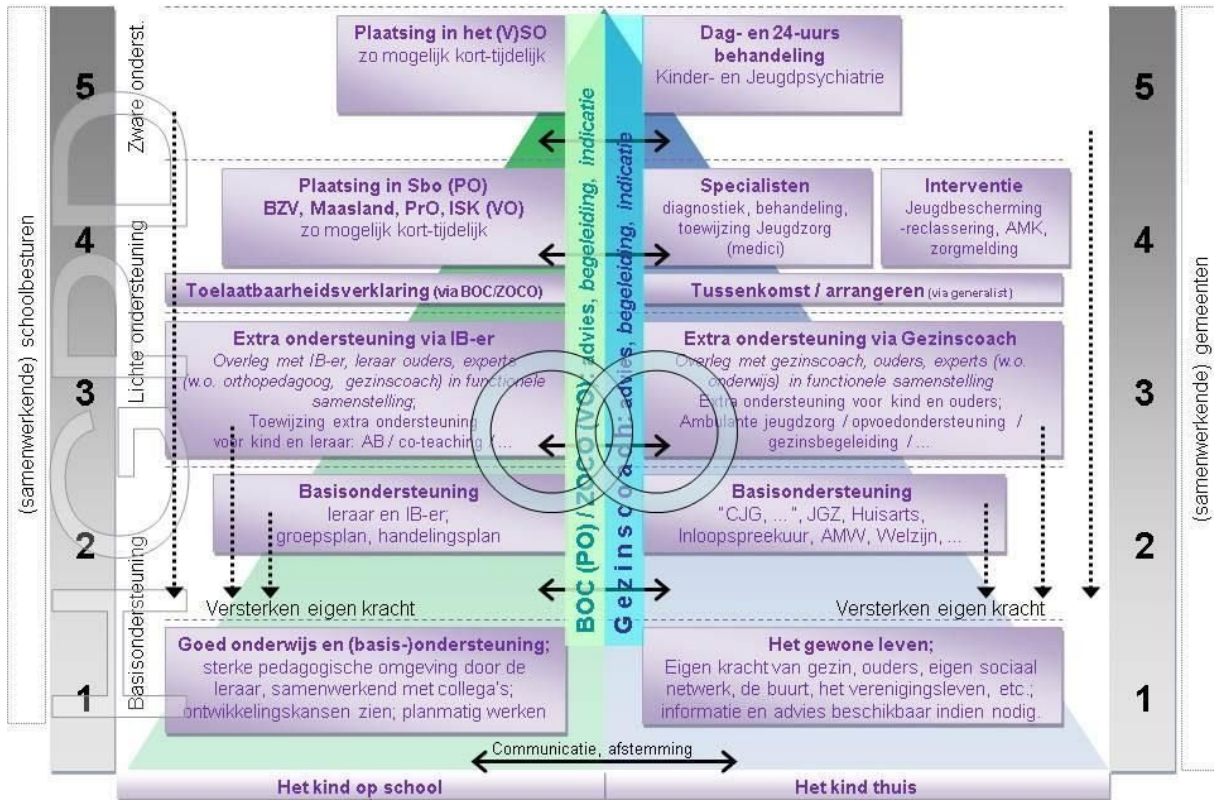 (samenwerkende) schoolbesturen
5
4
3
2
1
Zware onderst.
Lichte ondersteuning
Basisondersteuning
Plaatsing in het (V)SO
zo mogelijk kort-tijdelijk
Plaatsing in Sbo (PO)
BZV, Maasland, PrO, ISK (VO)
zo mogelijk kort-tijdelijk
Toelaatbaarheidsverklaring (via BOC/ZOCO)
Extra ondersteuning via IB-er
Overleg met IB-er, leraar ouders, experts
(w.o. orthopedagoog, gezinscoach) in functionele
samenstelling;
Toewijzing extra ondersteuning
voor kind en leraar: AB / co-teaching / ...
Basisondersteuning
leraar en IB-er;
groepsplan, handelingsplan
Versterken eigen kracht
Goed onderwijs en (basis-)ondersteuning;
sterke pedagogische omgeving door de
leraar, samenwerkend met collega's;
ontwikkelingskansen zien; planmatig werken
BOC (PO) / ZOCO (VO): advies, begeleiding, indicatie
advies, begeleiding, indicatie
Dag- en 24-uurs
behandeling
Kinder- en Jeugdpsychiatrie
Specialisten
diagnostiek, behandeling,
toewijzing Jeugdzorg
(medici)
Interventie
Jeugdbescherming
-reclassering, AMK,
zorgmelding
Tussenkomst / arrangeren (via generalist)
Extra ondersteuning via Gezinscoach
Overleg met gezinscoach, ouders, experts (w.o.
onderwijs) in functionele samenstelling
Extra ondersteuning voor kind en ouders;
Ambulante jeugdzorg / opvoedondersteuning /
gezinsbegeleiding / ...
Basisondersteuning
"CJG, ... ", JGZ, Huisarts,
Inloopspreekuur, AMW, Welzijn, ...
Versterken eigen kracht
Het gewone leven;
Eigen kracht van gezin, ouders, eigen sociaal
netwerk, de buurt, het verenigingsleven, etc.;
informatie en advies beschikbaar indien nodig.
5
4
3
2
1
(samenwerkende) gemeenten
Communicatie, afstemming
Het kind op school
Het kind thuis